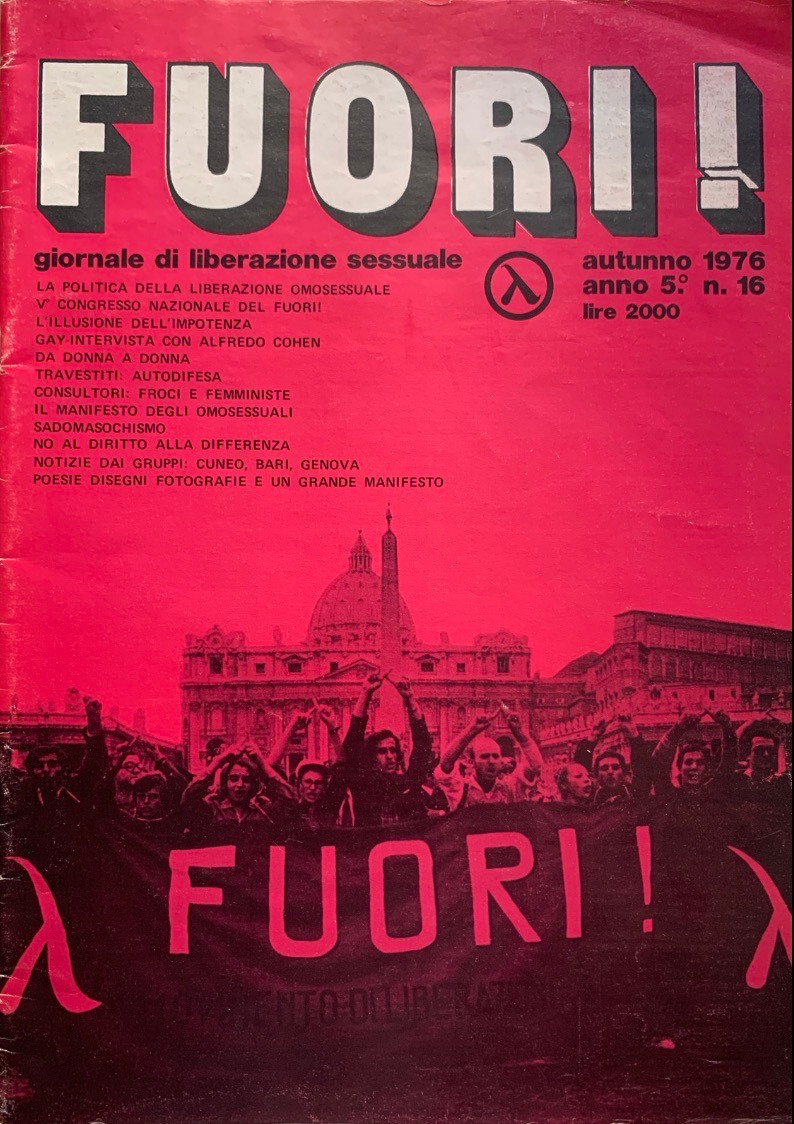 FUORI!
giornale di liberazione sessuale
λ
autunno 1976
anno 5.° n. 16
lire 2000
LA POLITICA DELLA LIBERAZIONE OMOSESSUALE
V° CONGRESSO NAZIONALE DEL FUORI!
L'ILLUSIONE DELL'IMPOTENZA
GAY-INTERVISTA CON ALFREDO COHEN
DA DONNA A DONNA
TRAVESTITI: AUTODIFESA
CONSULTORI: FROCI E FEMMINISTE
IL MANIFESTO DEGLI OMOSESSUALI
SADOMASOCHISMO
NO AL DIRITTO ALLA DIFFERENZA
NOTIZIE DAI GRUPPI: CUNEO, BARI, GENOVA
POESIE DISEGNI FOTOGRAFIE E UN GRANDE MANIFESTO
λ FUORI! λ
MOVIMENTO DI LIBERAZIONE